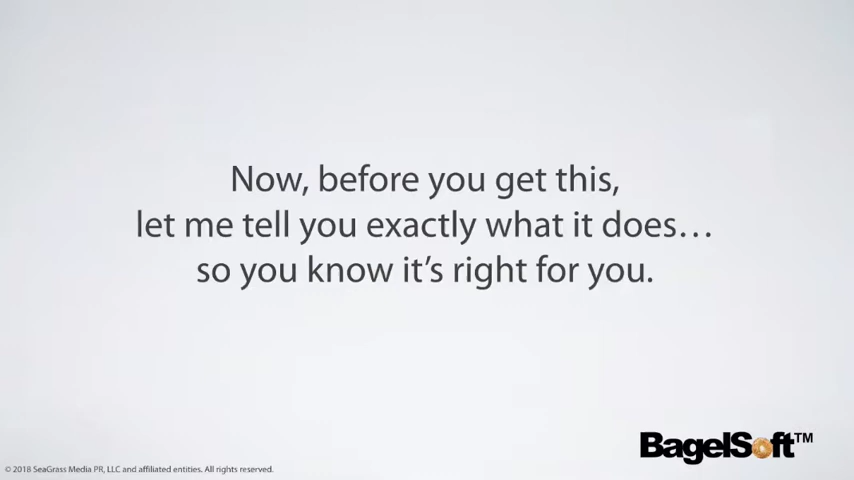 Now, before you get this,
let me tell you exactly what it does…
so you know it’s right for you.
BagelSoft™
© 2018 SeaGrass Media PR, LLC and affiliated entities. All rights reserved.